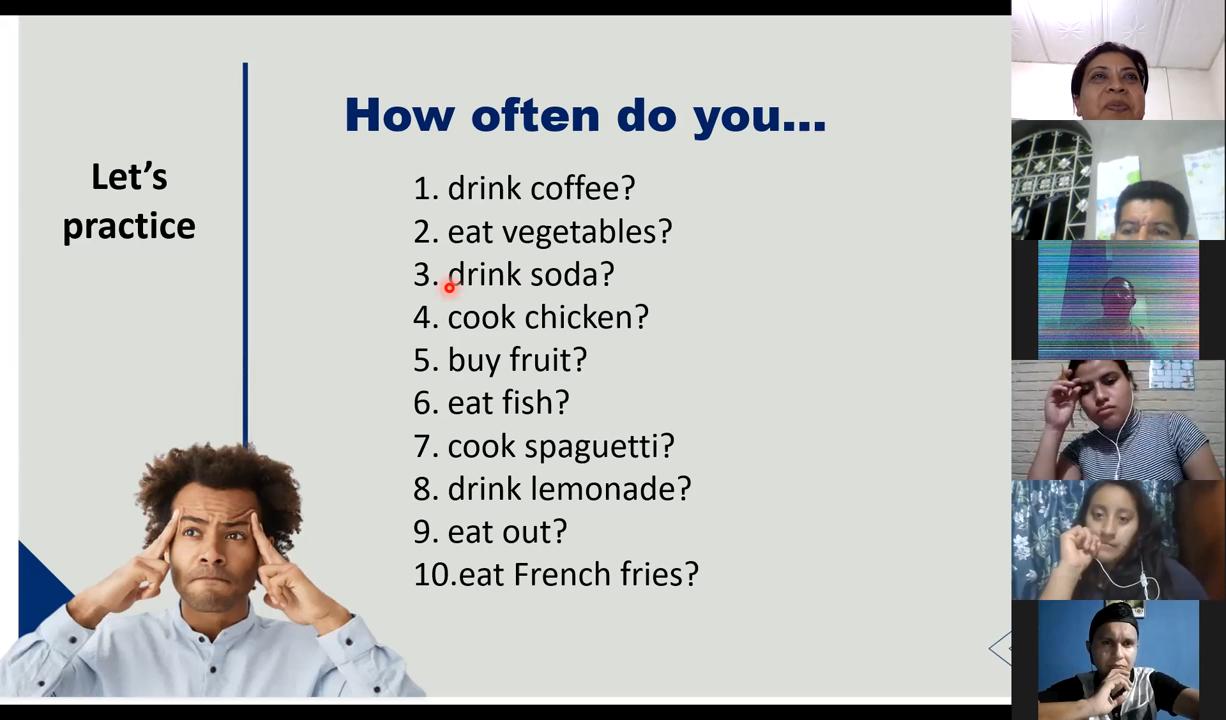 Let's
practice
How often do you...
1. drink coffee?
2. eat vegetables?
3. drink soda?
4. cook chicken?
5. buy fruit?
6. eat fish?
7. cook spaguetti?
8. drink lemonade?
9. eat out?
10.eat French fries?